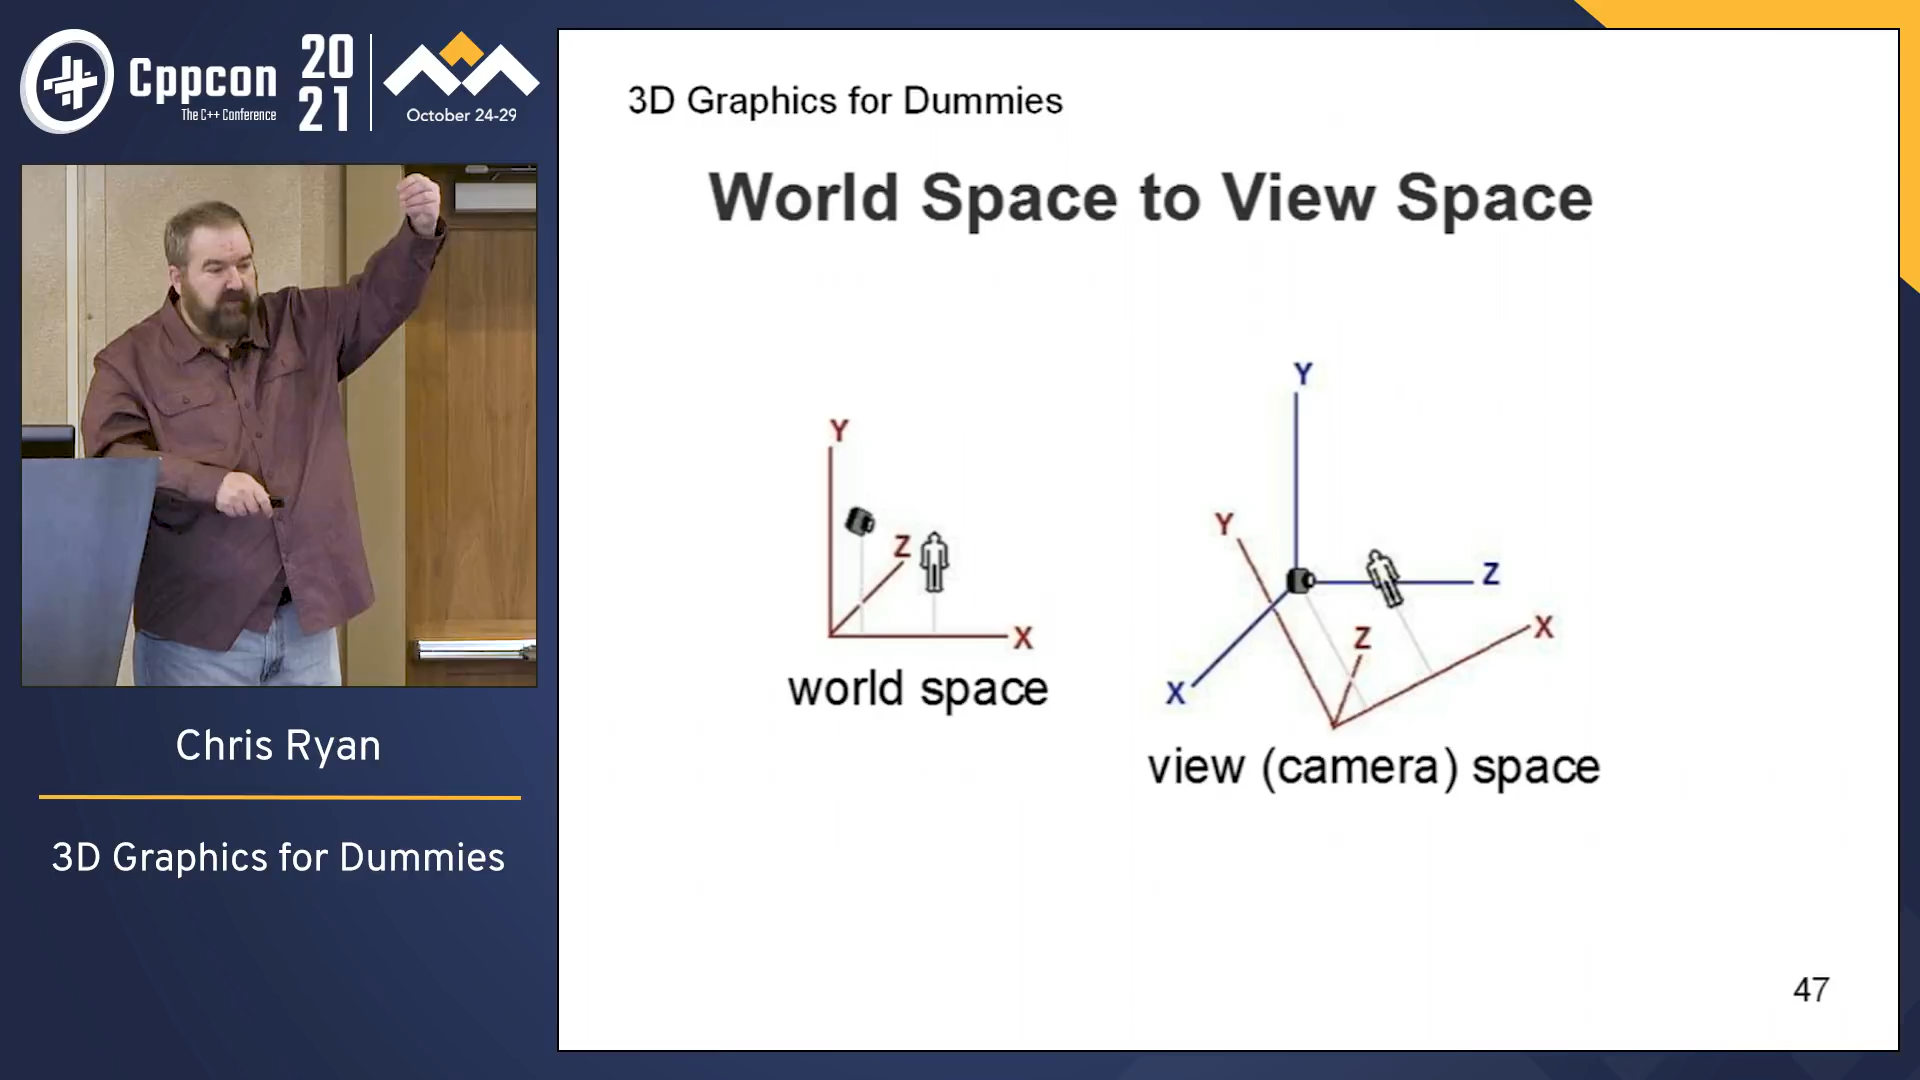 Cppcon
The C++ Conference
20
21
October 24-29
Chris Ryan
3D Graphics for Dummies
3D Graphics for Dummies
World Space to View Space
Y
Z
X
world space
Y
Y
Z
X
Z
X
view (camera) space
47